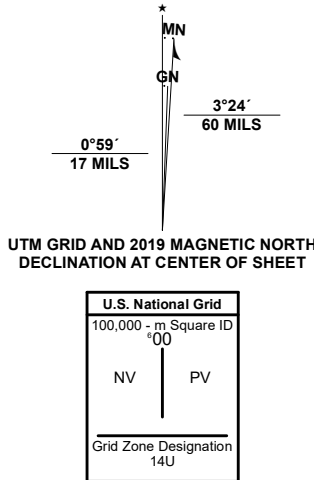 ★
MN
GN
3°24´
60 MILS
0°59´
17 MILS
UTM GRID AND 2019 MAGNETIC NORTH
DECLINATION AT CENTER OF SHEET
U.S. National Grid
100,000 - m Square ID
⁶00
NV PV
Grid Zone Designation
14U